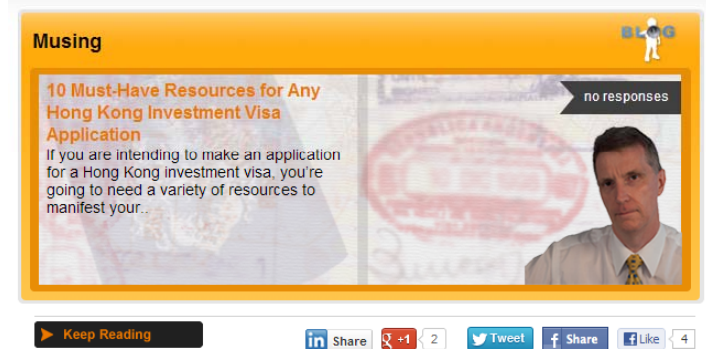 Musing
BLOG
10 Must-Have Resources for Any
Hong Kong Investment Visa
Application
no responses
If you are intending to make an application
for a Hong Kong investment visa, you're
going to need a variety of resources to
manifest your..
Keep Reading
in Share
g +1 2
Tweet
f Share
f Like 4